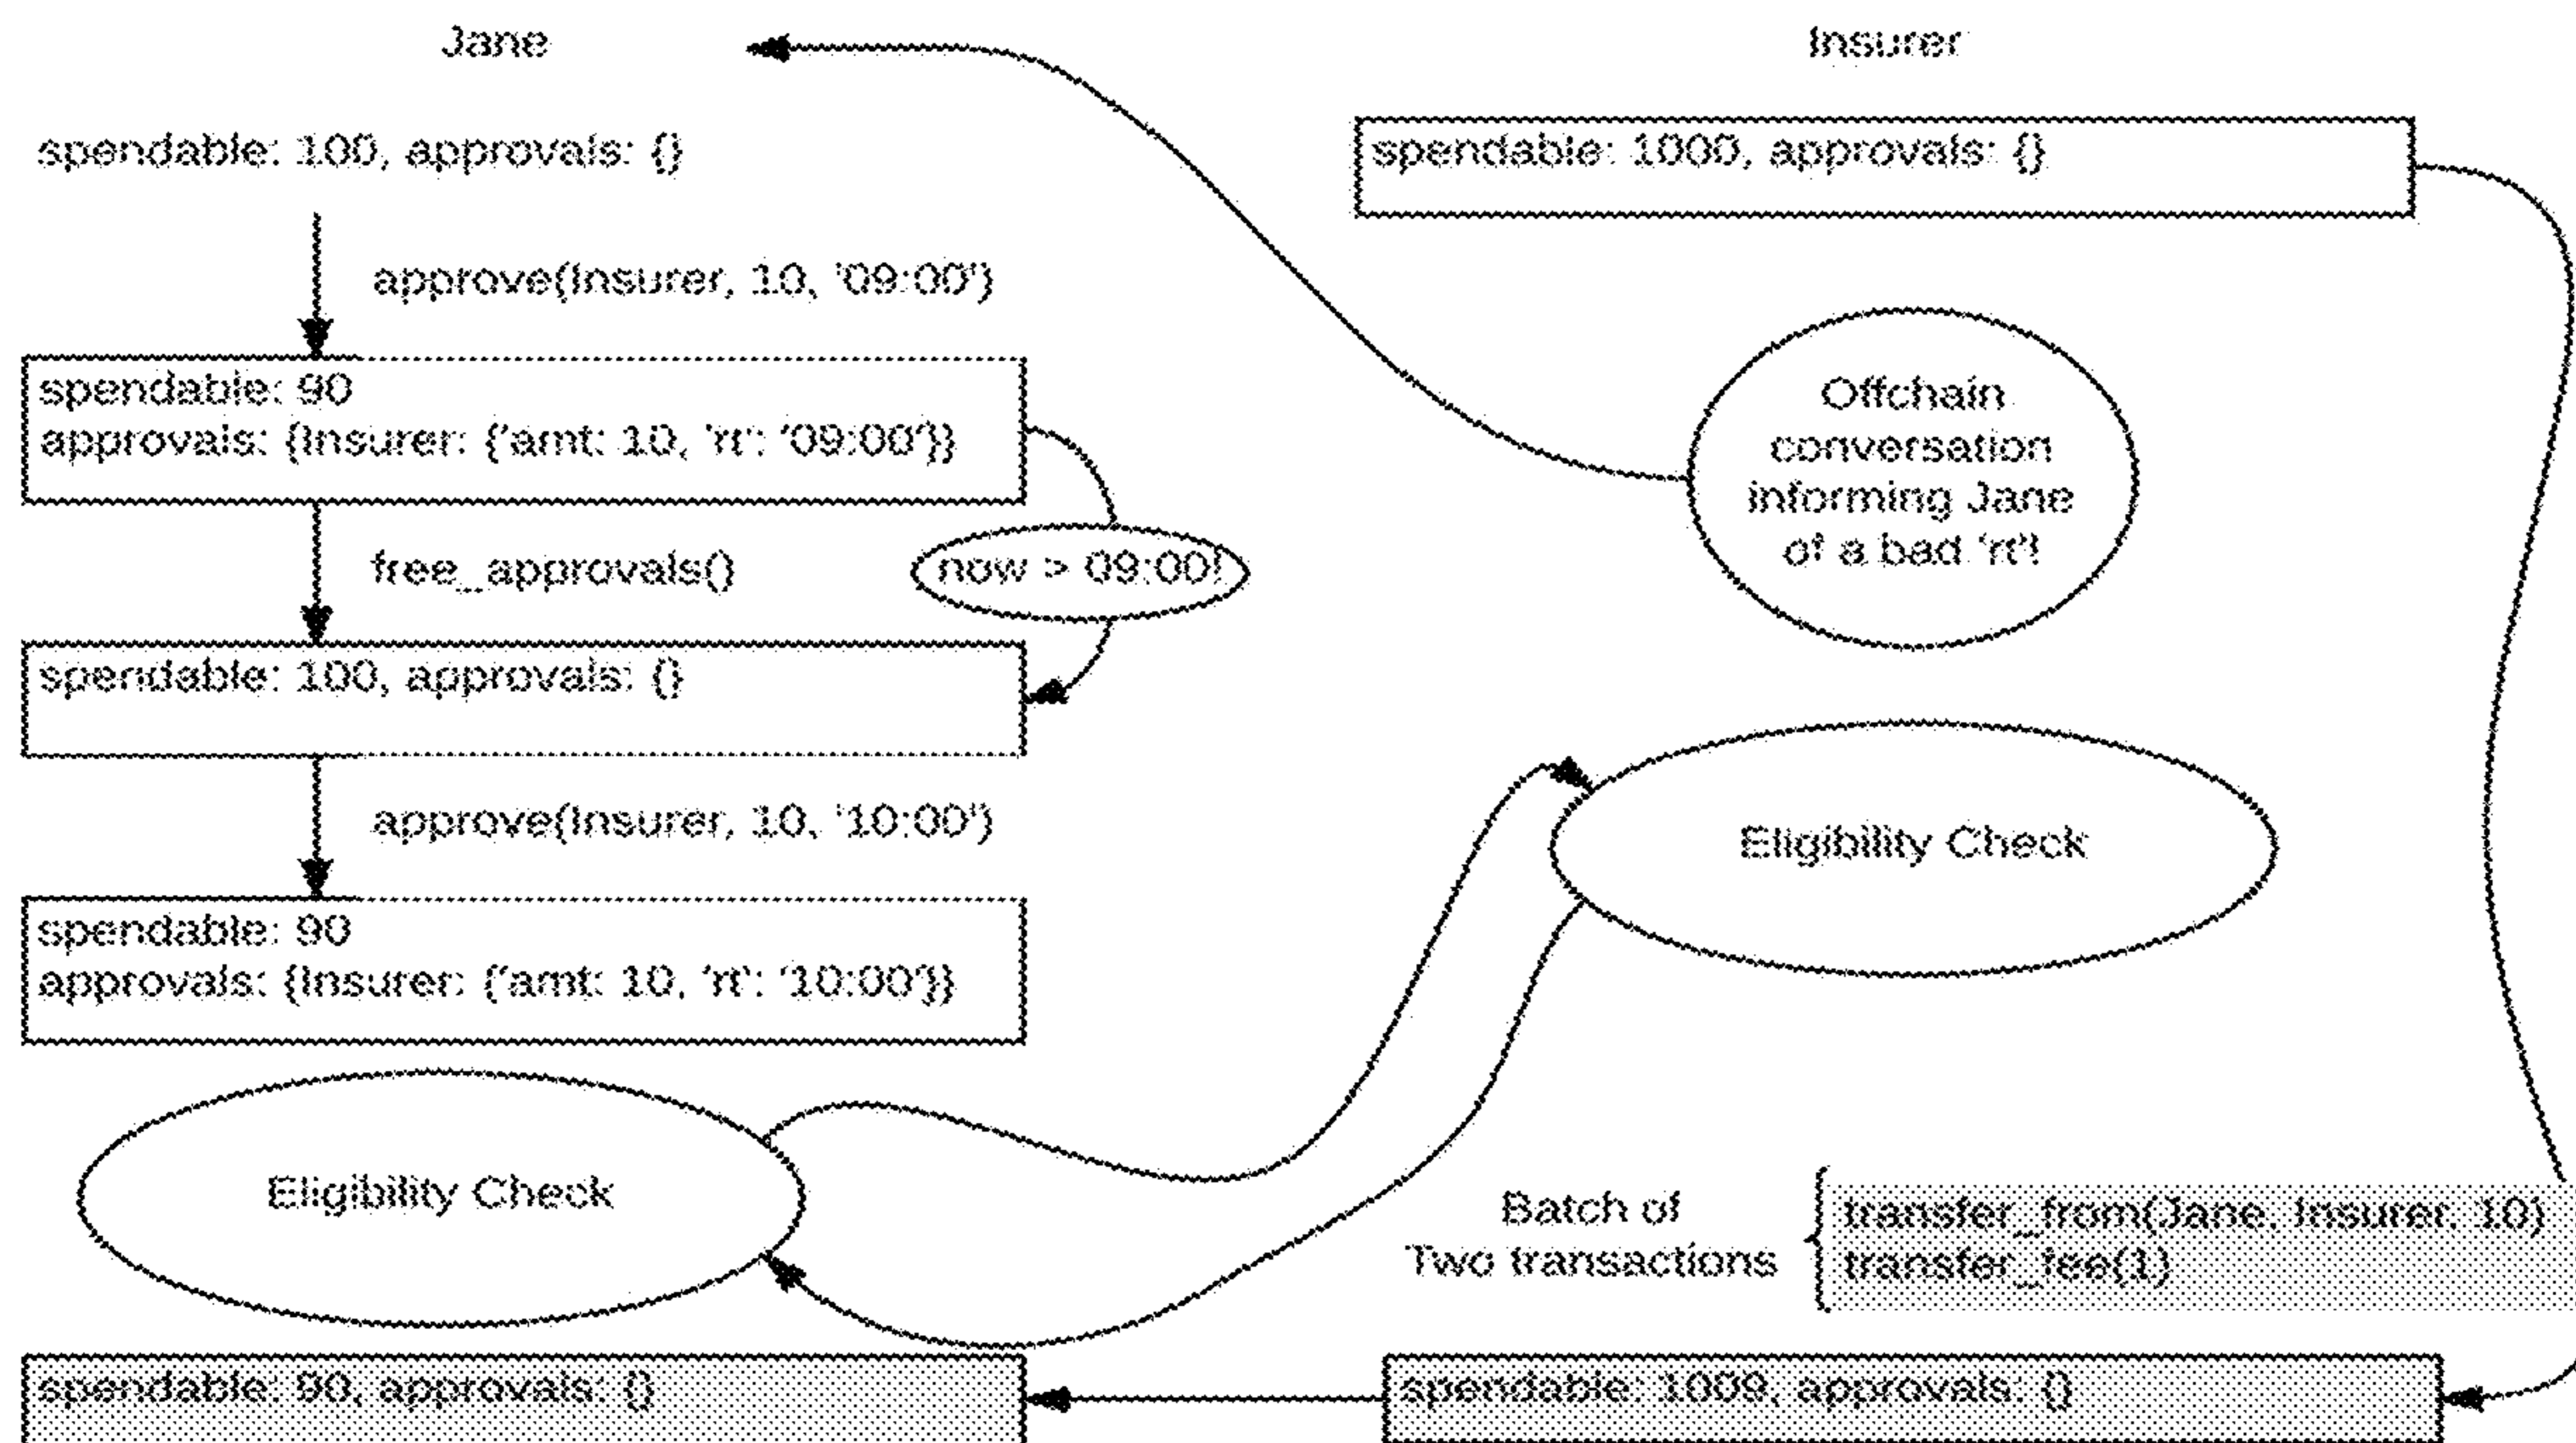 Jane
Insurer
spendable: 100, approvals: {}
spendable: 1000, approvals: {}
approve(Insurer, 10, '09:00')
spendable: 90
approvals: {Insurer: {'amt: 10, 'rt': '09:00'}}
Offchain
conversation
informing Jane
of a bad 'rt'!
free_approvals()
now > 09:00!
spendable: 100, approvals: {}
approve(Insurer, 10, '10:00')
Eligibility Check
spendable: 90
approvals: {Insurer: {'amt: 10, 'rt': '10:00'}}
Eligibility Check
Batch of
Two transactions
transfer_from(Jane, Insurer, 10)
transfer_fee(1)
spendable: 90, approvals: {}
spendable: 1009, approvals: {}